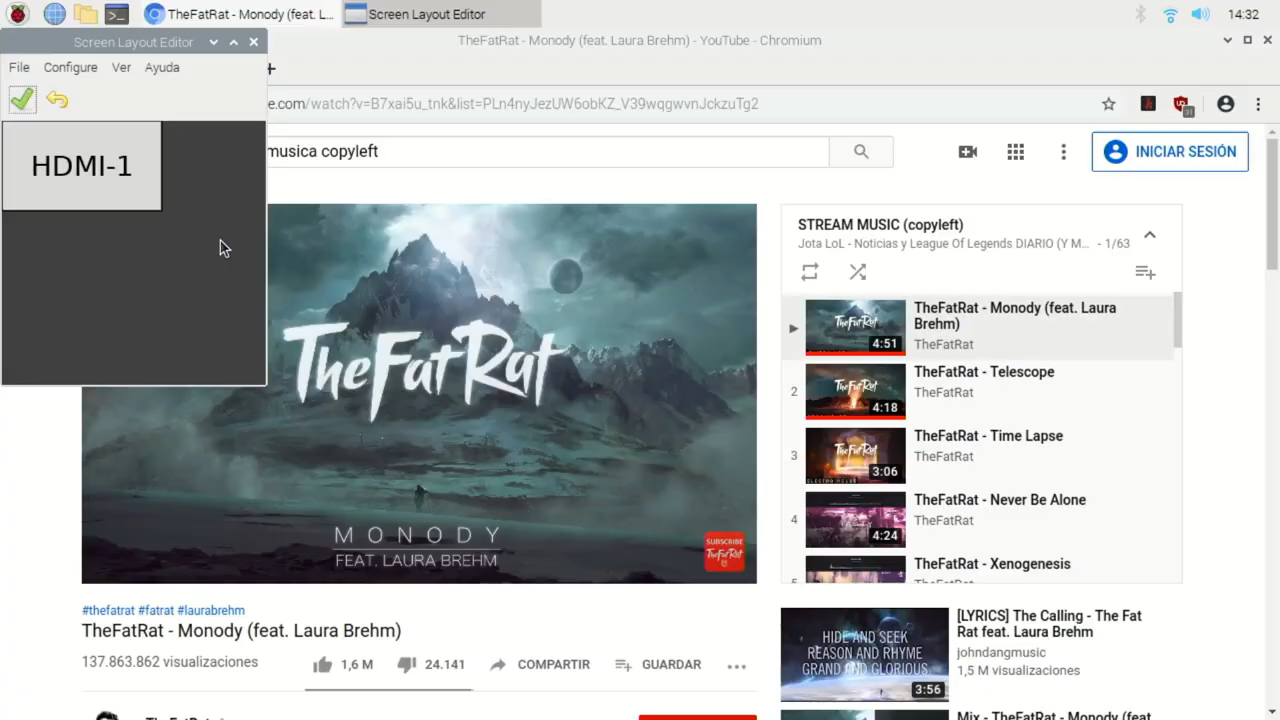 TheFatRat - Monody (feat. L...
Screen Layout Editor
14:32
Screen Layout Editor
TheFatRat - Monody (feat. Laura Brehm) - YouTube - Chromium
File Configure Ver Ayuda
e.com/watch?v=B7xai5u_tnk&list=PLn4nyJezUW6obKZ_V39wqgwvnJckzuTg2
HDMI-1
musica copyleft
INICIAR SESIÓN
TheFatRat
MONODY
FEAT. LAURA BREHM
SUBSCRIBE
TheFatRat
STREAM MUSIC (copyleft)
Jota LoL - Noticias y League Of Legends DIARIO (Y M... - 1/63
TheFatRat
4:51
TheFatRat - Monody (feat. Laura
Brehm)
TheFatRat
2
TheFatRat
4:18
TheFatRat - Telescope
TheFatRat
3
TheFatRat
3:06
TheFatRat - Time Lapse
TheFatRat
4
4:24
TheFatRat - Never Be Alone
TheFatRat
TheFatRat - Xenogenesis
#thefatrat #fatrat #laurabrehm
TheFatRat - Monody (feat. Laura Brehm)
137.863.862 visualizaciones
1,6 M
24.141
COMPARTIR
GUARDAR
HIDE AND SEEK
REASON AND RHYME
GRAND AND GLORIOUS
3:56
[LYRICS] The Calling - The Fat
Rat feat. Laura Brehm
johndangmusic
1,5 M visualizaciones
Mix - TheFatRat - Monody (feat